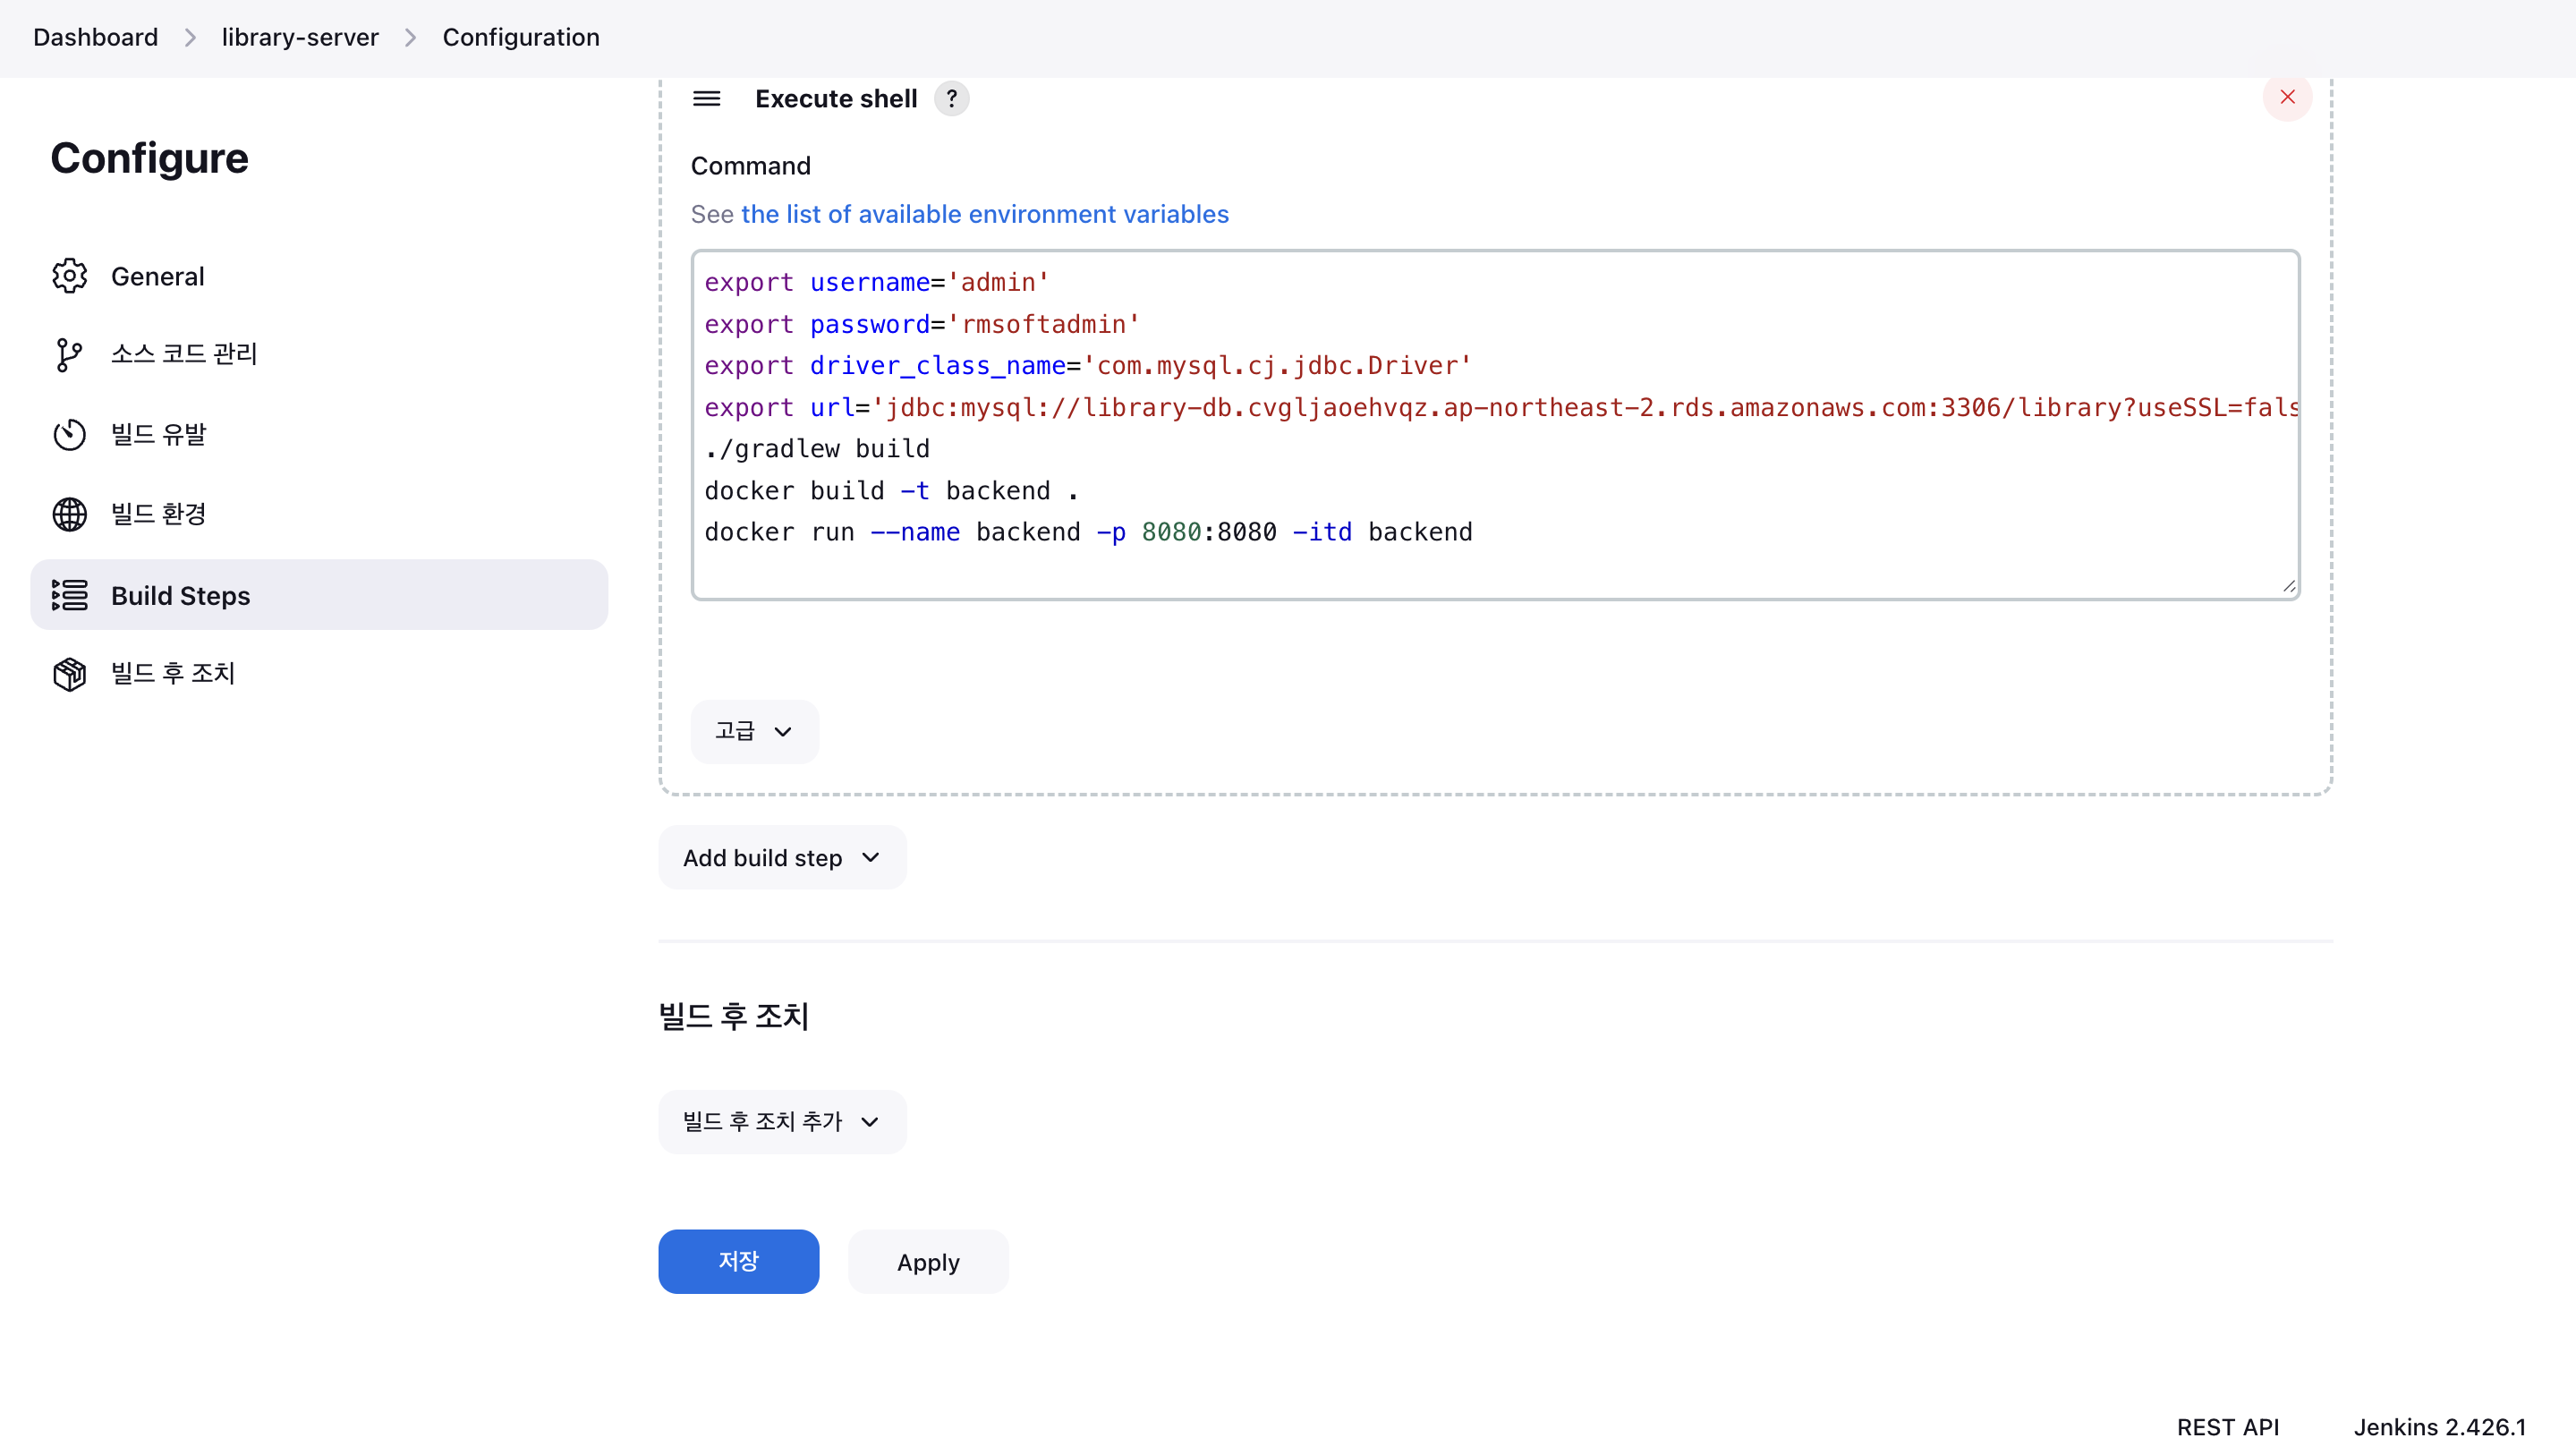 Dashboard > library-server > Configuration
Configure
General
소스 코드 관리
빌드 유발
빌드 환경
Build Steps
빌드 후 조치
Execute shell ?
Command
See the list of available environment variables
export username='admin'
export password='rmsoftadmin'
export driver_class_name='com.mysql.cj.jdbc.Driver'
export url='jdbc:mysql://library-db.cvgljaoehvqz.ap-northeast-2.rds.amazonaws.com:3306/library?useSSL=fals
./gradlew build
docker build -t backend .
docker run --name backend -p 8080:8080 -itd backend
고급
Add build step
빌드 후 조치
빌드 후 조치 추가
저장
Apply
REST API
Jenkins 2.426.1